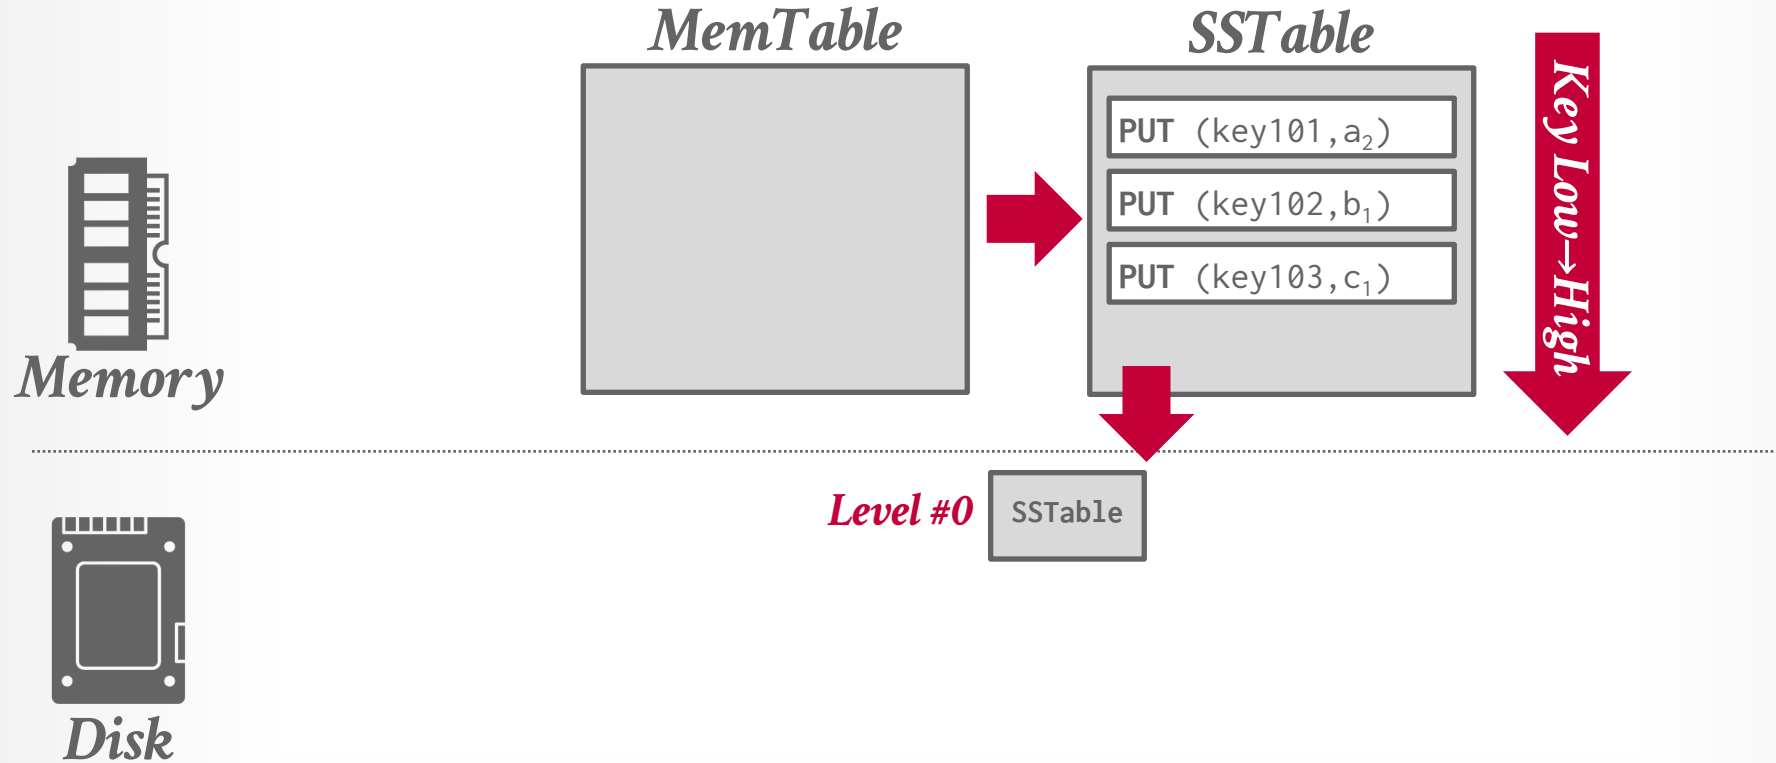 MemTable
SSTable
PUT (key101,a₂)
PUT (key102,b₁)
PUT (key103,c₁)
Key Low→High
Memory
Level #0
SSTable
Disk